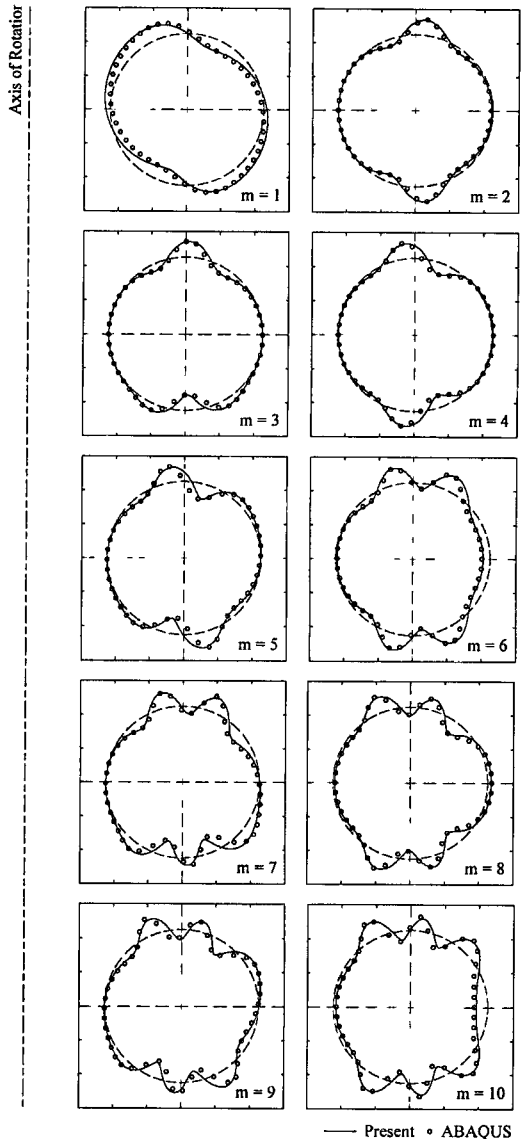 Axis of Rotation
m = 1
m = 2
m = 3
m = 4
m = 5
m = 6
m = 7
m = 8
m = 9
m = 10
Present ABAQUS